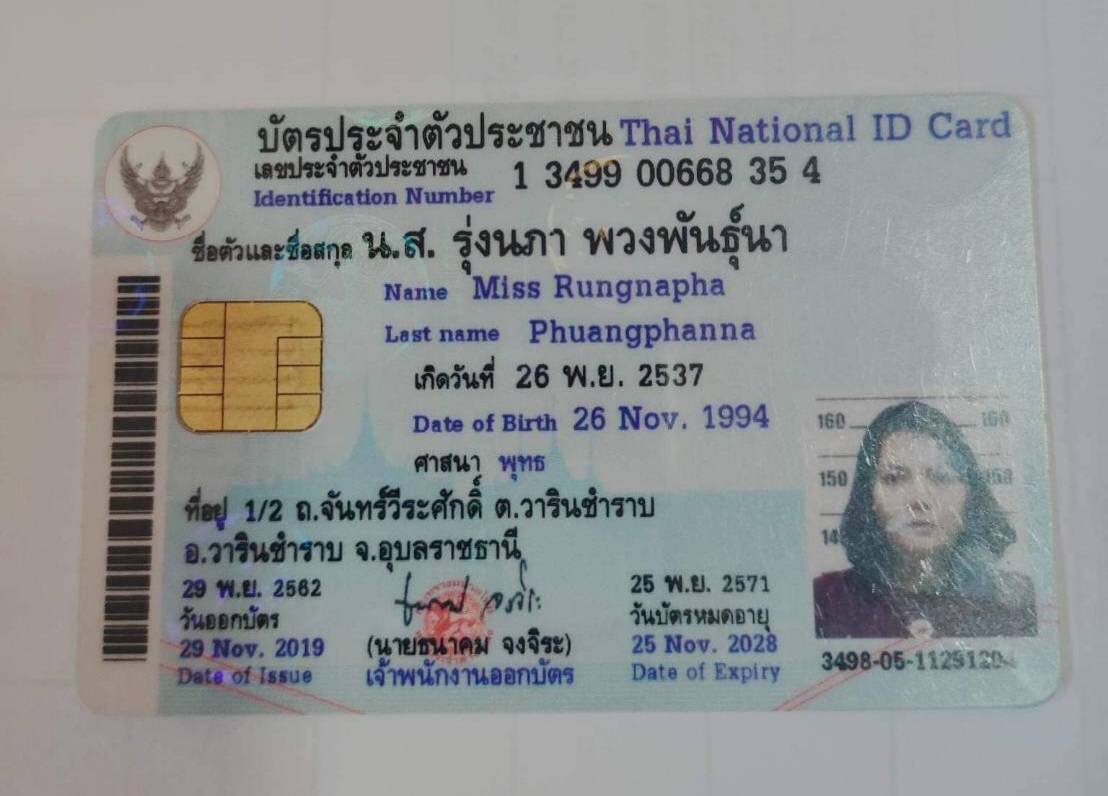 บัตรประจำตัวประชาชน Thai National ID Card
เลขประจำตัวประชาชน
Identification Number 1 3499 00668 35 4
ชื่อตัวและชื่อสกุล น.ส. รุ่งนภา พวงพันธุ์นา
Name Miss Rungnapha
Last name Phuangphanna
เกิดวันที่ 26 พ.ย. 2537
Date of Birth 26 Nov. 1994
ศาสนา พุทธ
ที่อยู่ 1/2 ถ.จันทร์วีระศักดิ์ ต.วารินชำราบ
อ.วารินชำราบ จ.อุบลราชธานี
29 พ.ย. 2562
วันออกบัตร
29 Nov. 2019
Date of Issue
(นายธนาคม จงจิระ)
เจ้าพนักงานออกบัตร
25 พ.ย. 2571
วันบัตรหมดอายุ
25 Nov. 2028
Date of Expiry
160 160
150 150
3498-05-1129120